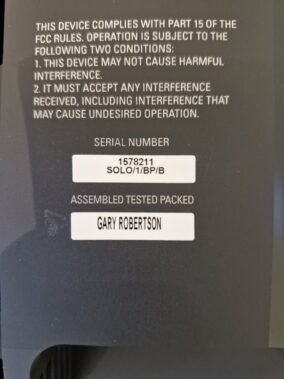 THIS DEVICE COMPLIES WITH PART 15 OF THE
FCC RULES. OPERATION IS SUBJECT TO THE
FOLLOWING TWO CONDITIONS:
1. THIS DEVICE MAY NOT CAUSE HARMFUL
INTERFERENCE.
2. IT MUST ACCEPT ANY INTERFERENCE
RECEIVED, INCLUDING INTERFERENCE THAT
MAY CAUSE UNDESIRED OPERATION.
SERIAL NUMBER
1578211
SOLO/1/BP/B
ASSEMBLED TESTED PACKED
GARY ROBERTSON